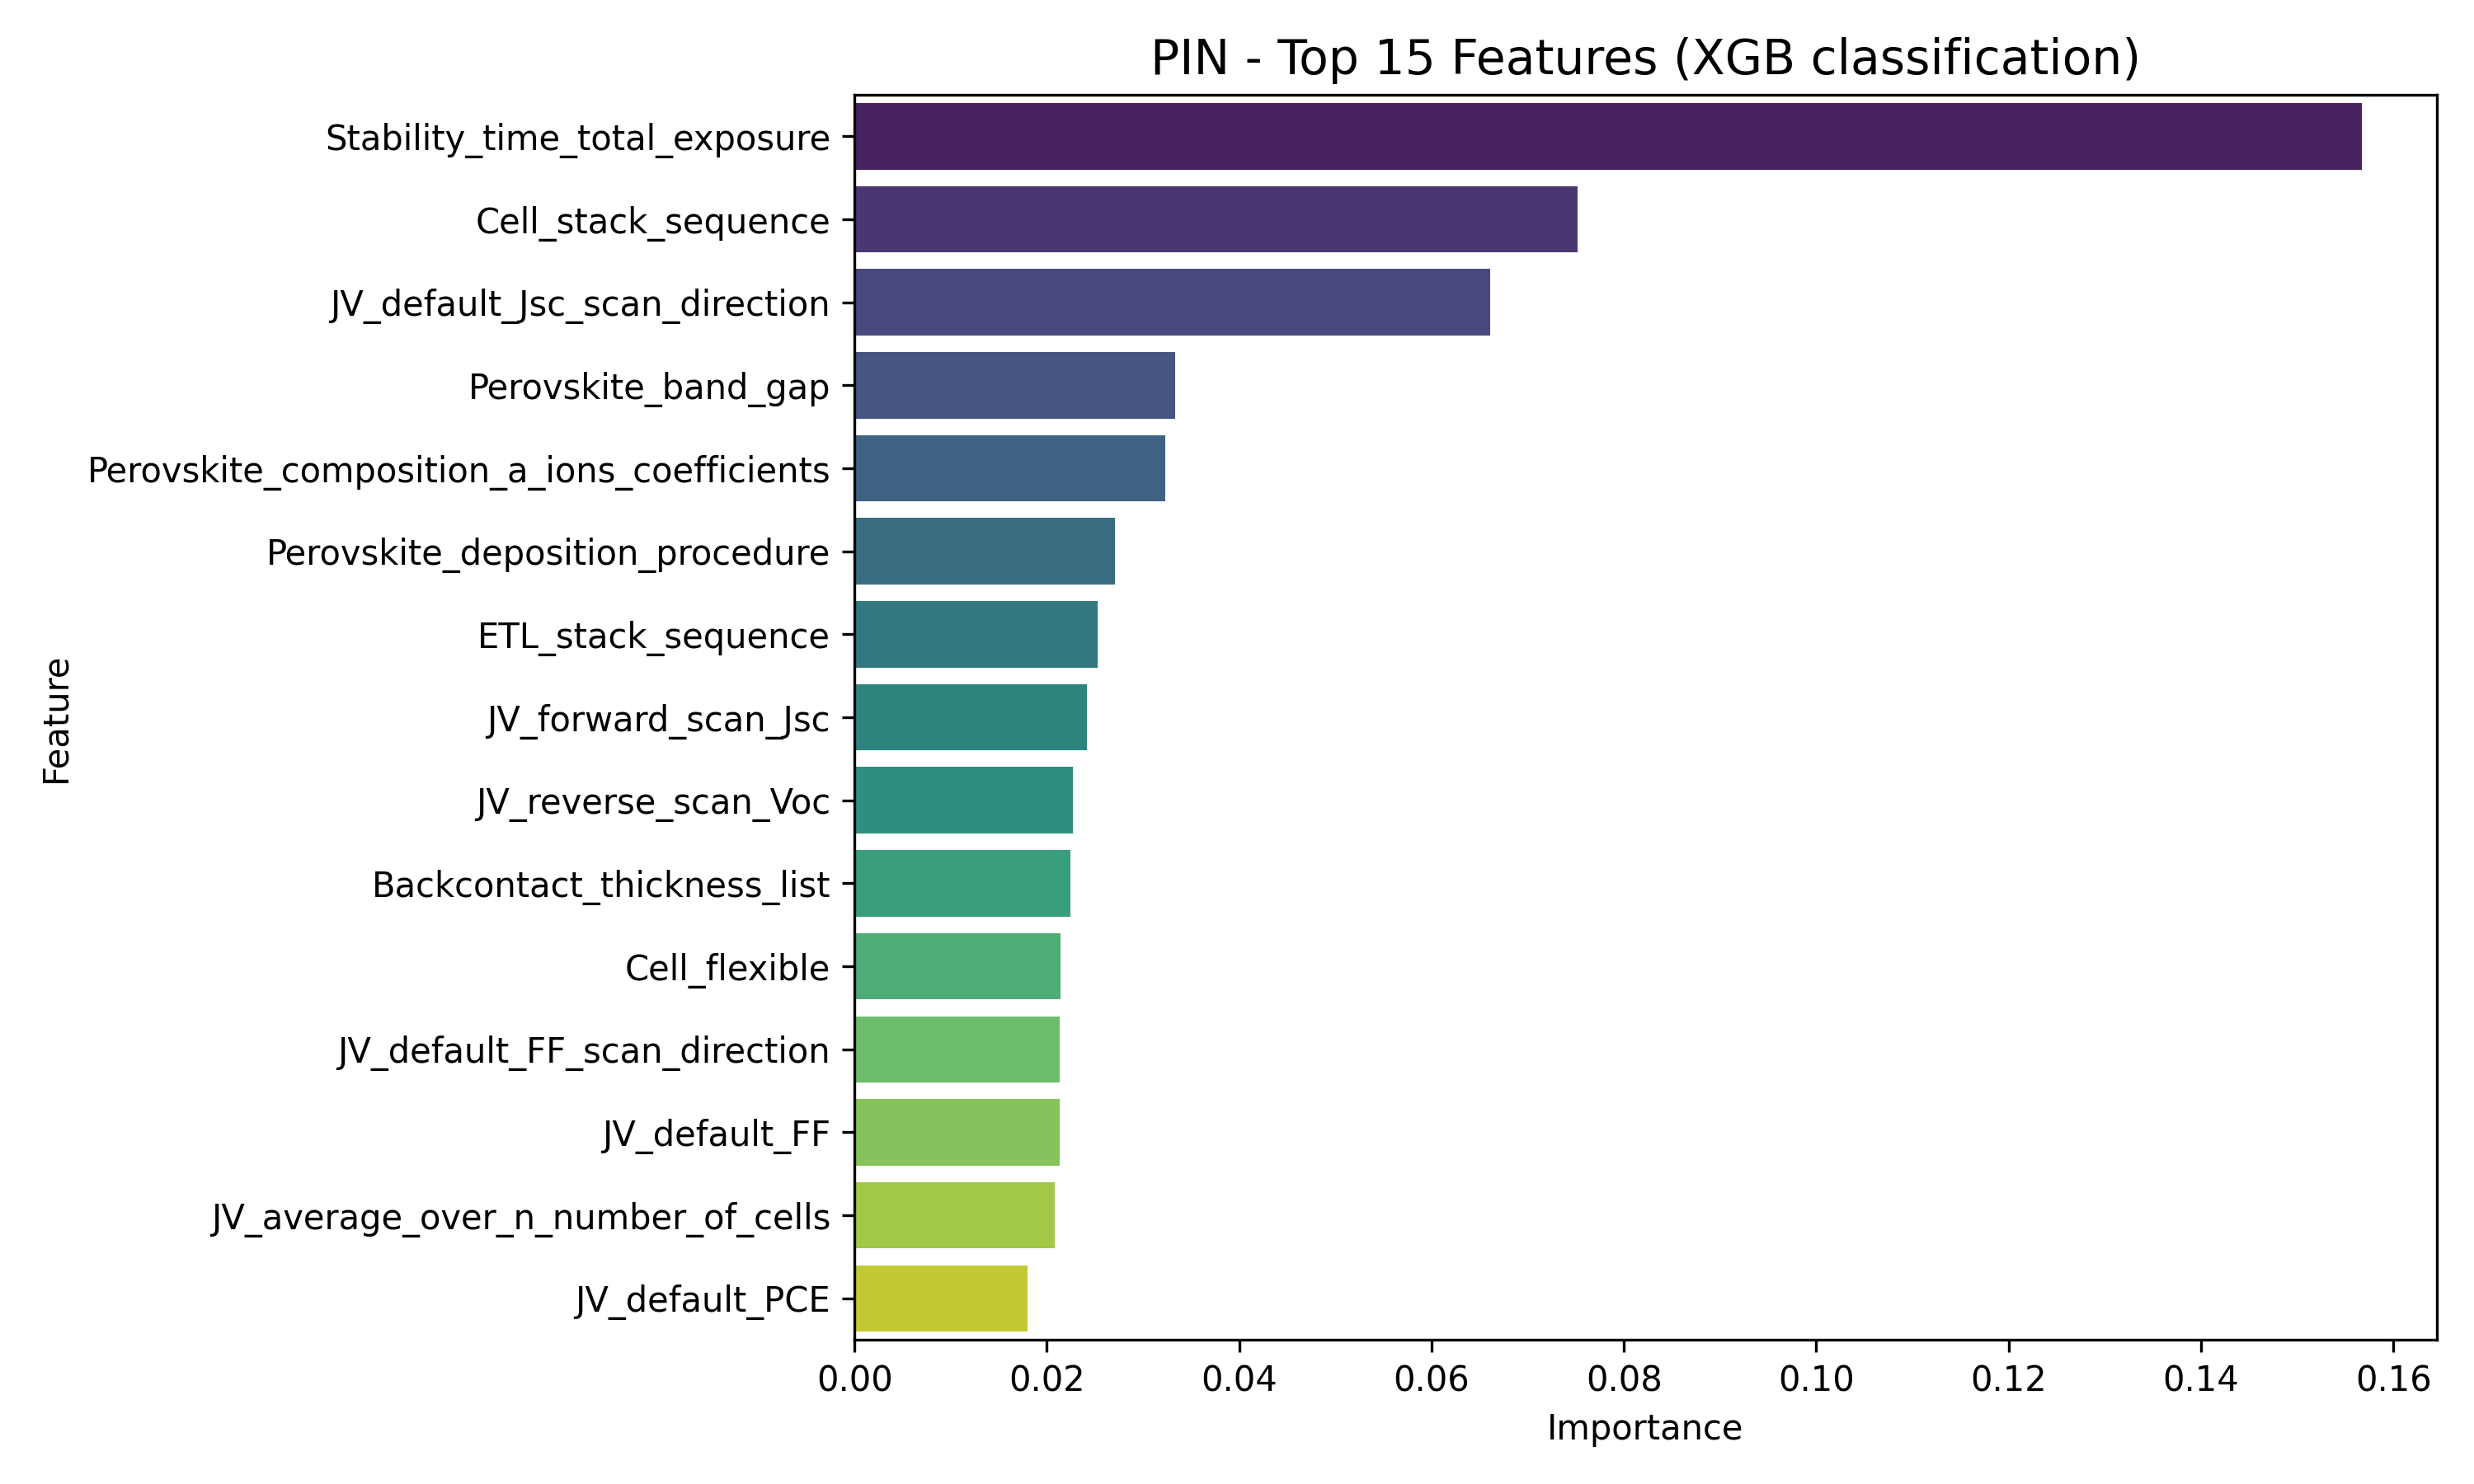 PIN - Top 15 Features (XGB classification)
Stability_time_total_exposure
Cell_stack_sequence
JV_default_Jsc_scan_direction
Perovskite_band_gap
Perovskite_composition_a_ions_coefficients
Perovskite_deposition_procedure
ETL_stack_sequence
JV_forward_scan_Jsc
JV_reverse_scan_Voc
Backcontact_thickness_list
Cell_flexible
JV_default_FF_scan_direction
JV_default_FF
JV_average_over_n_number_of_cells
JV_default_PCE
Feature
0.00 0.02 0.04 0.06 0.08 0.10 0.12 0.14 0.16
Importance